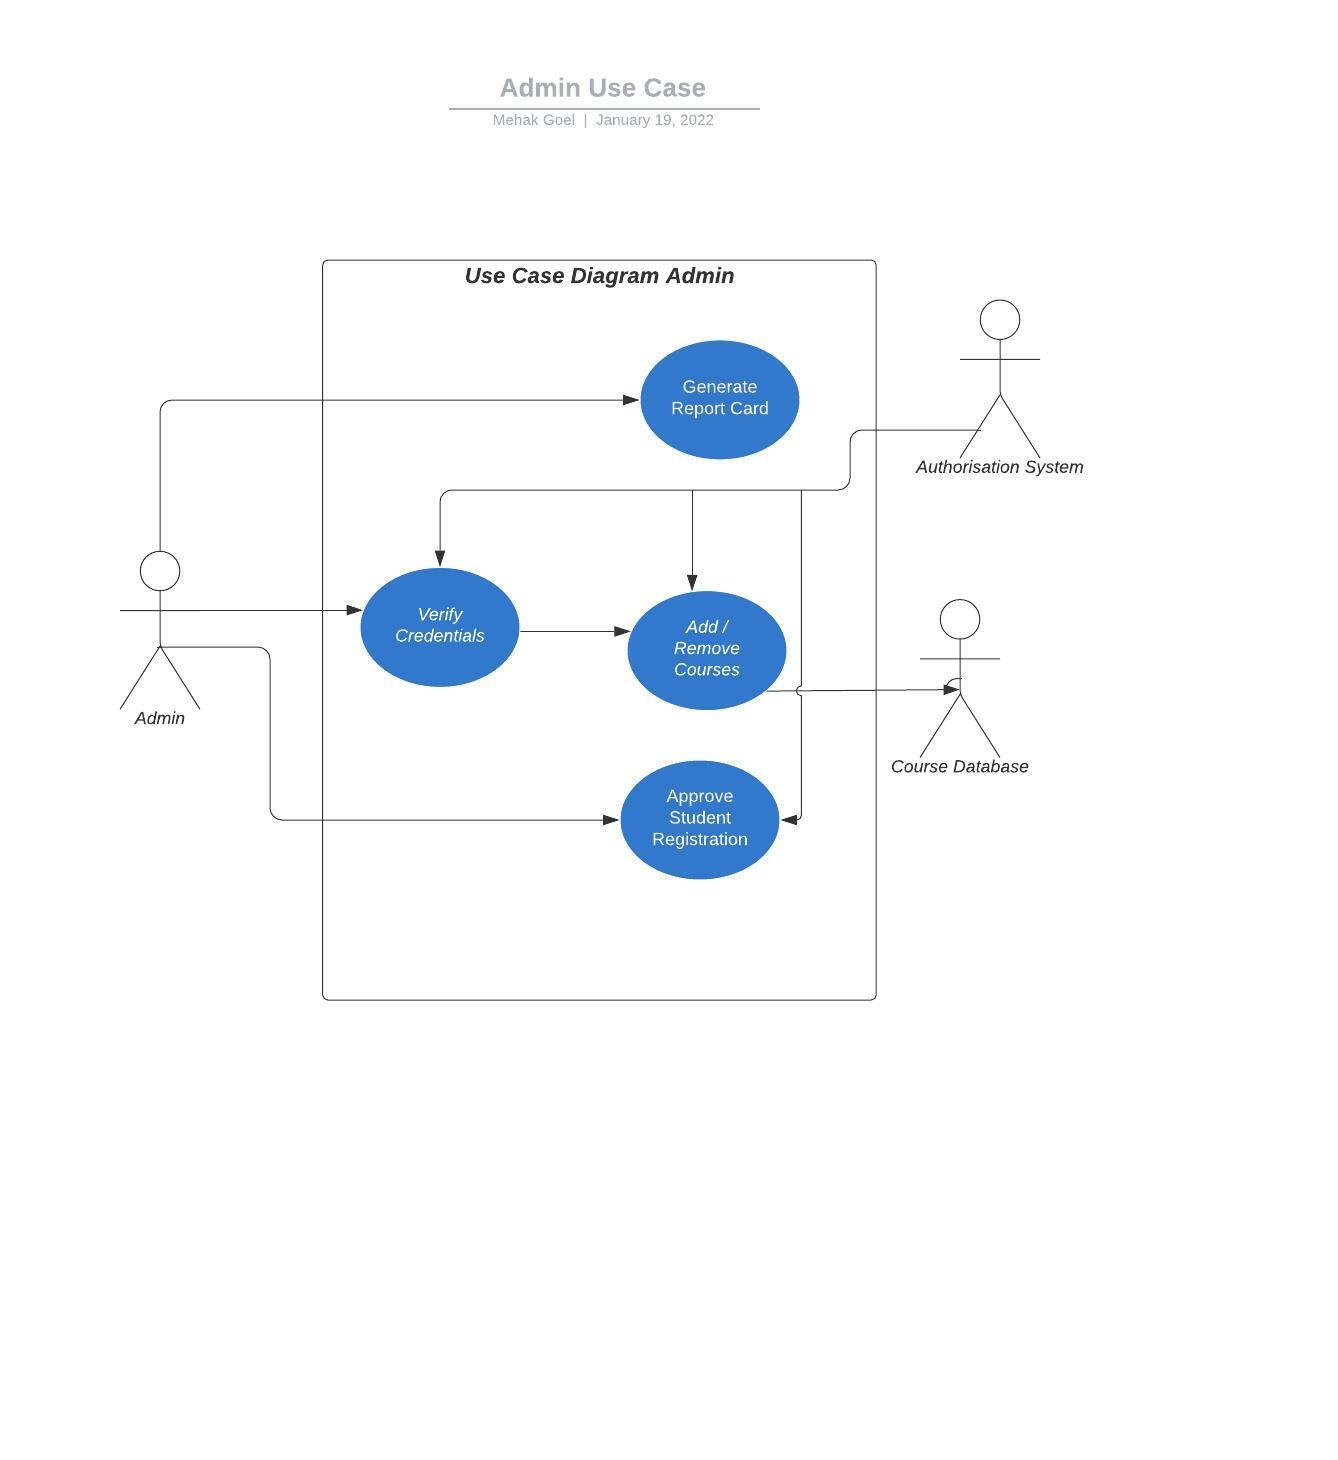 Admin Use Case
Mehak Goel | January 19, 2022
Use Case Diagram Admin
Generate
Report Card
Authorisation System
Verify
Credentials
Add /
Remove
Courses
Admin
Course Database
Approve
Student
Registration